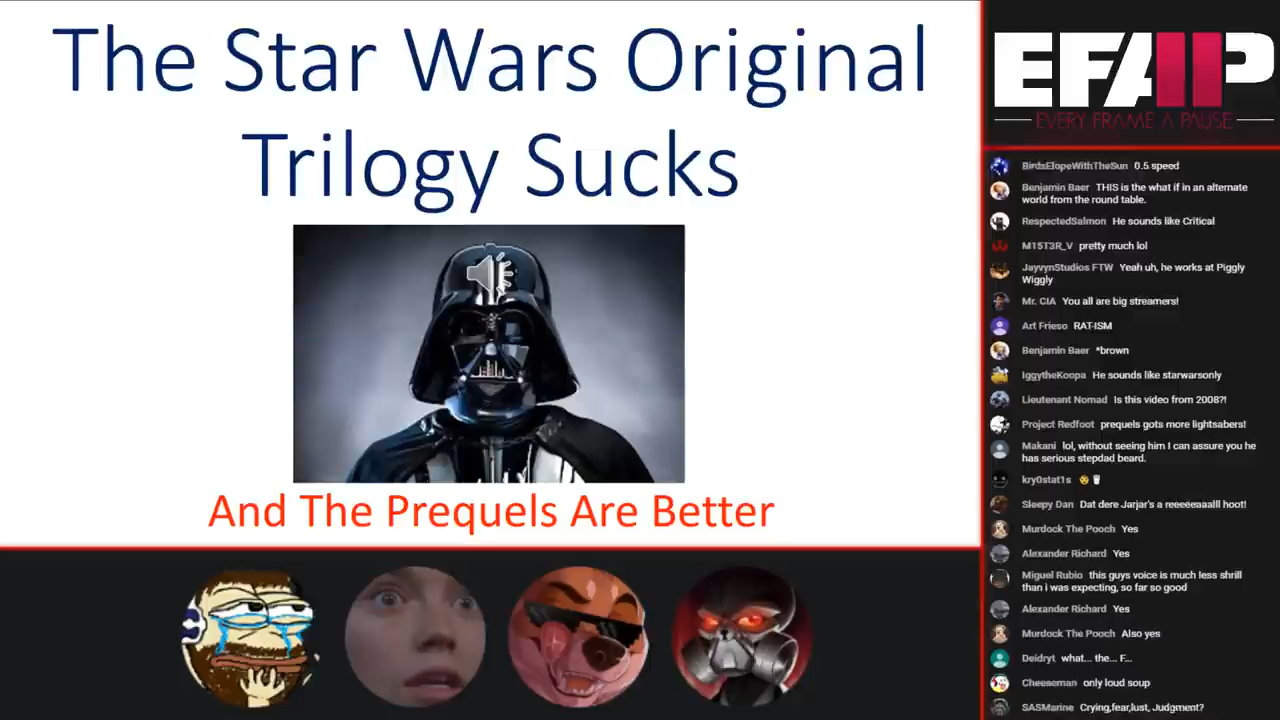 The Star Wars Original
Trilogy Sucks
And The Prequels Are Better
EFAP
EVERY FRAME A PAUSE
BirdsElopeWithTheSun 0.5 speed
Benjamin Baer THIS is the what if in an alternate
world from the round table.
RespectedSalmon He sounds like Critical
M15T3R_V pretty much lol
JayvynStudios FTW Yeah uh, he works at Piggly
Wiggly
Mr. CIA You all are big streamers!
Art Frieso RAT-ISM
Benjamin Baer *brown
IggytheKoopa He sounds like starwarsonly
Lieutenant Nomad Is this video from 2008?!
Project Redfoot prequels gots more lightsabers!
Makani lol, without seeing him I can assure you he
has serious stepdad beard.
kry0stat1s
Sleepy Dan Dat dere Jarjar's a reeeeeaaalll hoot!
Murdock The Pooch Yes
Alexander Richard Yes
Miguel Rubio this guys voice is much less shrill
than i was expecting, so far so good
Alexander Richard Yes
Murdock The Pooch Also yes
Deidryt what... the... F...
Cheeseman only loud soup
SASMarine Crying,fear,lust, Judgment?